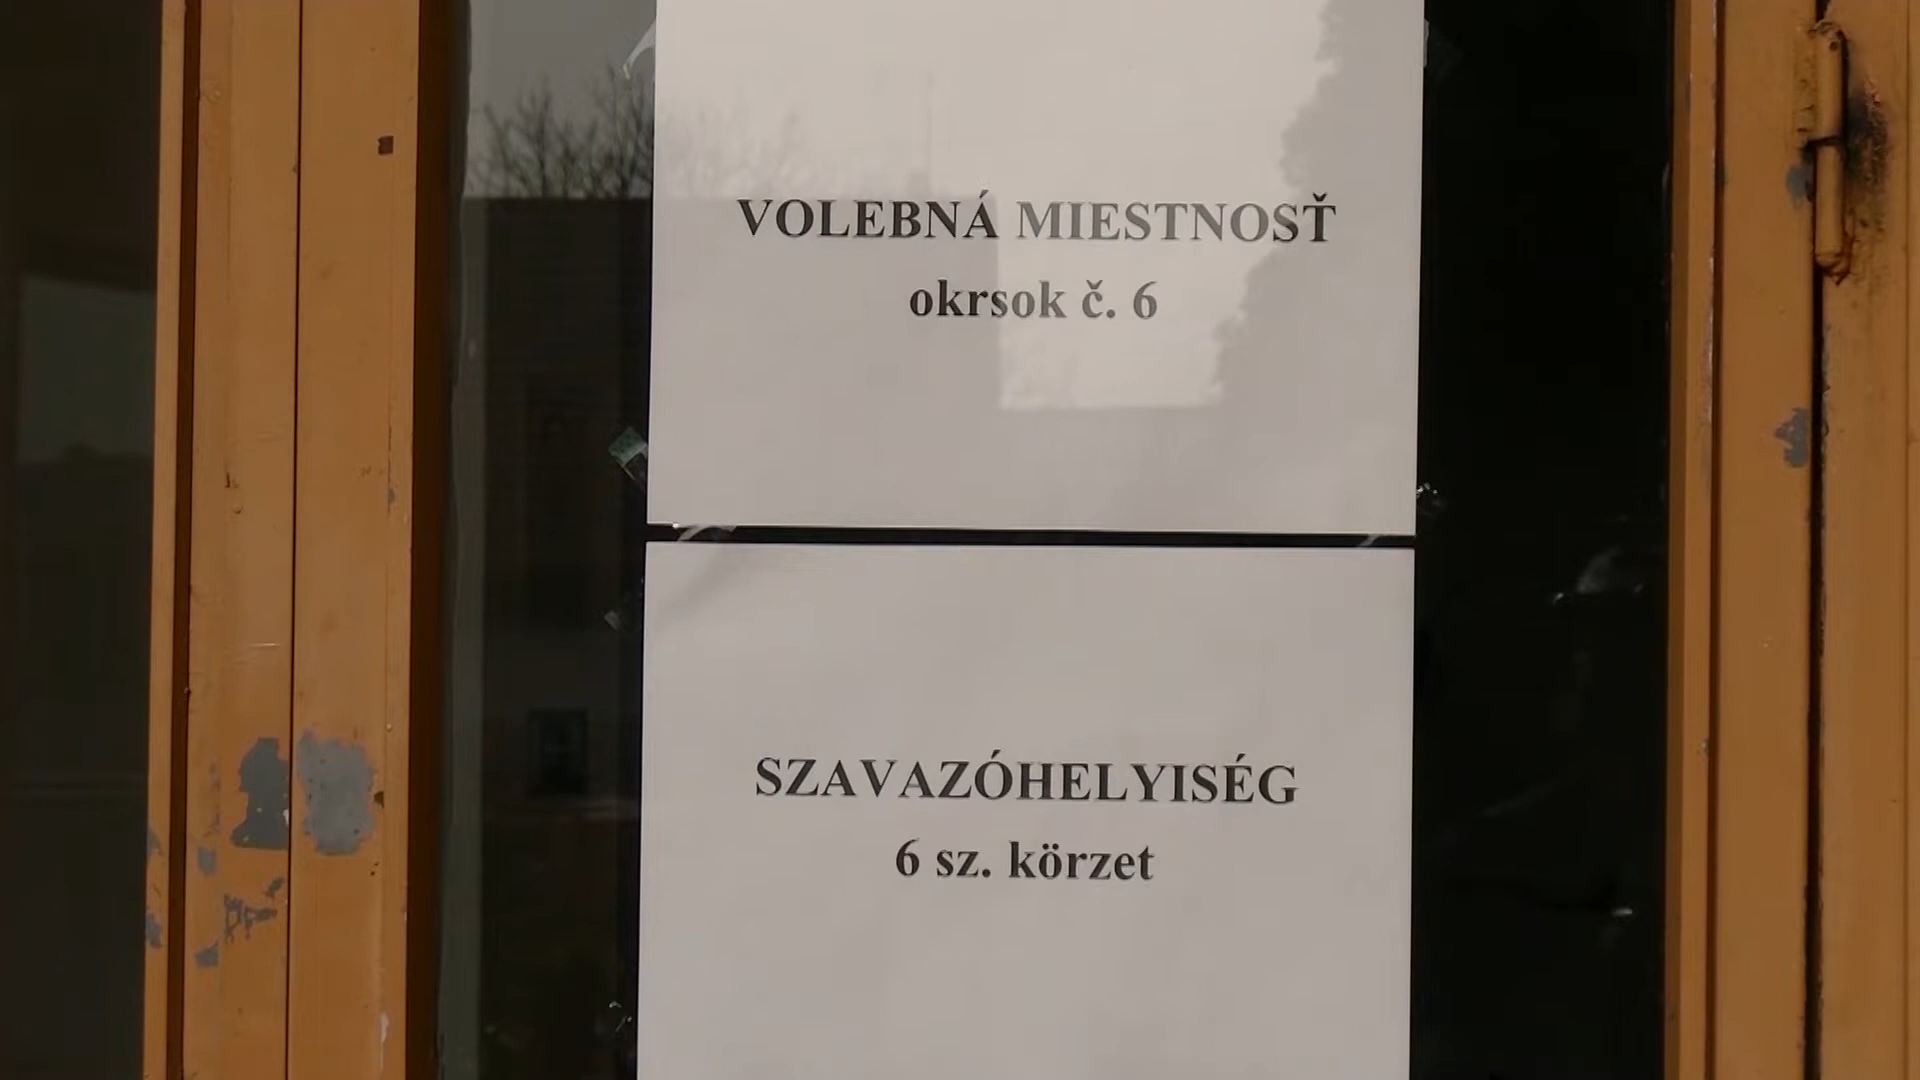 VOLEBNÁ MIESTNOSŤ
okrsok č. 6
SZAVAZÓHELYISÉG
6 sz. körzet